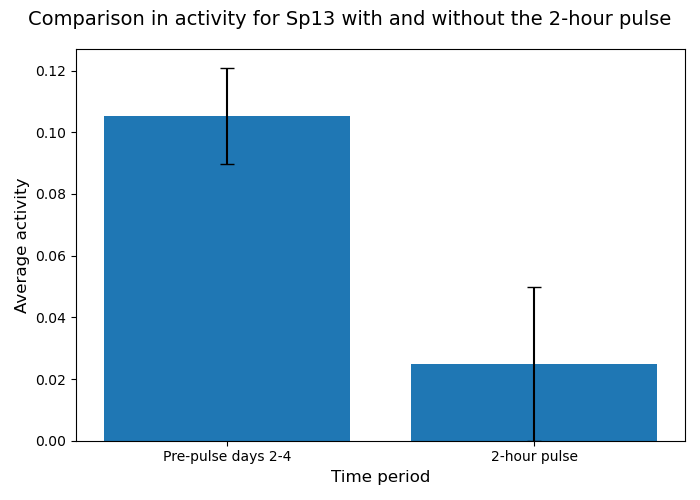 Comparison in activity for Sp13 with and without the 2-hour pulse
Average activity
0.12
0.10
0.08
0.06
0.04
0.02
0.00
Pre-pulse days 2-4
2-hour pulse
Time period